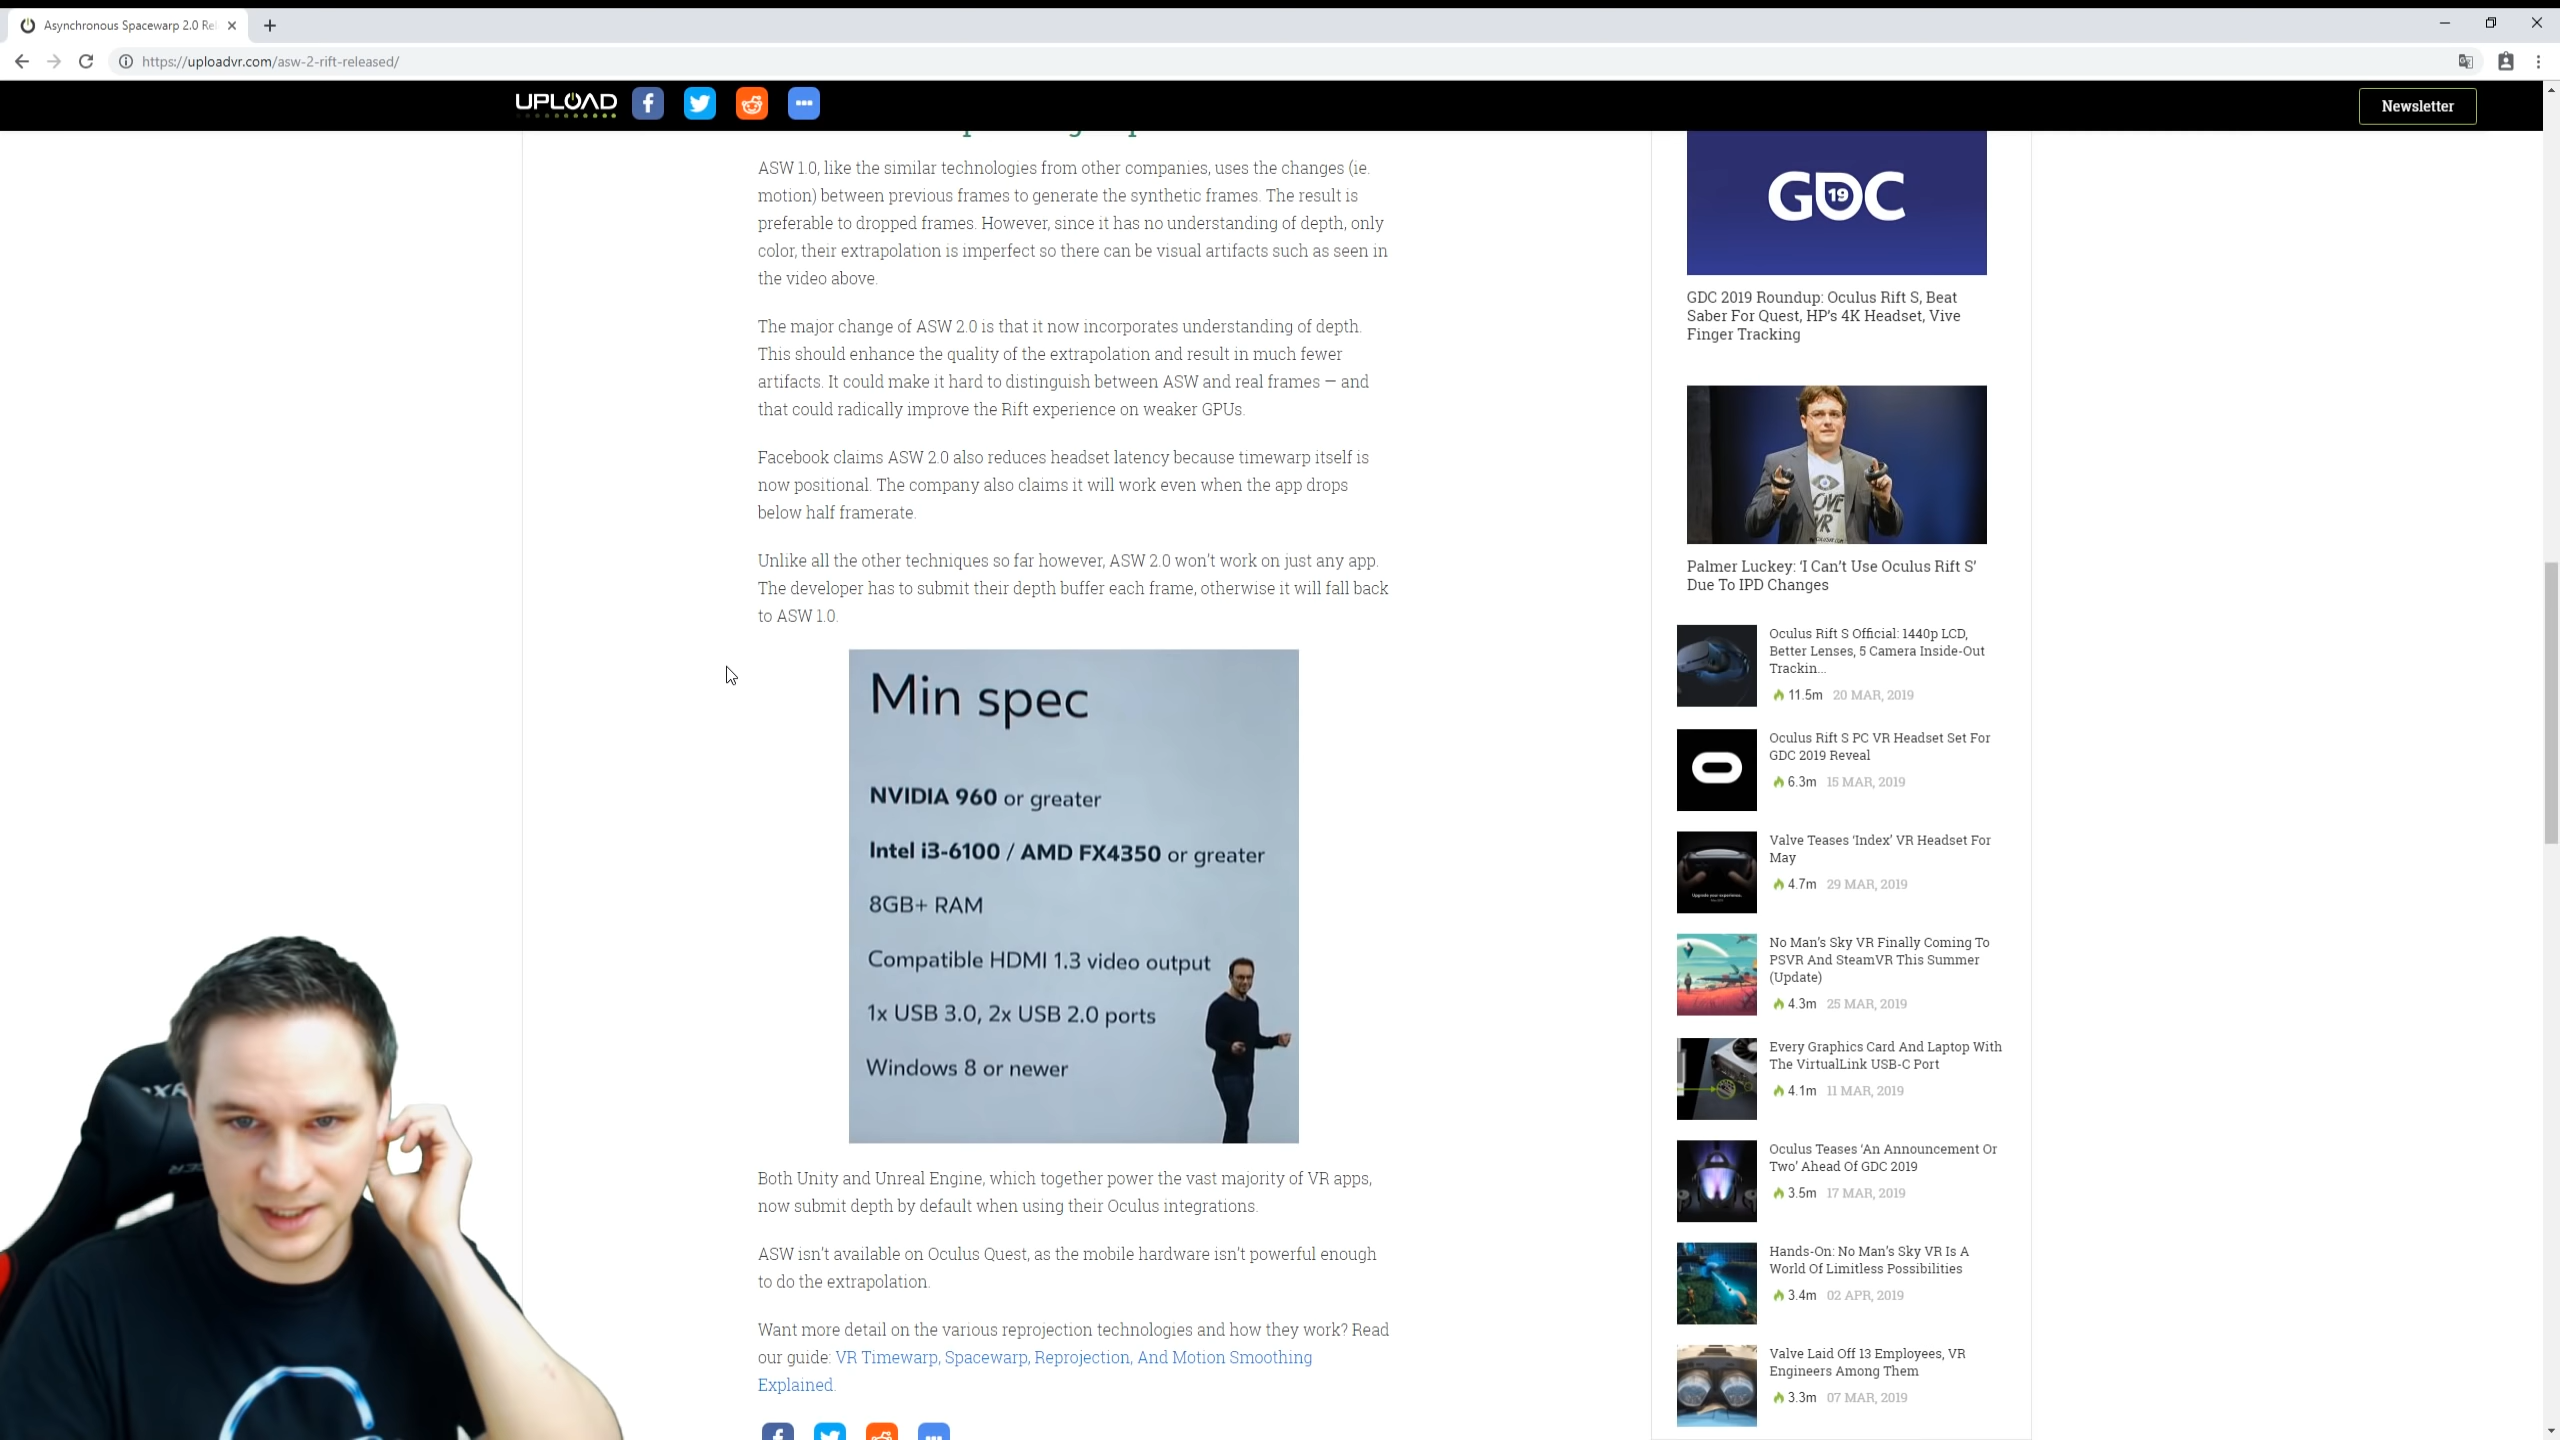 Asynchronous Spacewarp 2.0 Re
https://uploadvr.com/asw-2-rift-released/
UPLOAD
Newsletter
ASW 1.0, like the similar technologies from other companies, uses the changes (ie.
motion) between previous frames to generate the synthetic frames. The result is
preferable to dropped frames. However, since it has no understanding of depth, only
color, their extrapolation is imperfect so there can be visual artifacts such as seen in
the video above.
The major change of ASW 2.0 is that it now incorporates understanding of depth.
This should enhance the quality of the extrapolation and result in much fewer
artifacts. It could make it hard to distinguish between ASW and real frames — and
that could radically improve the Rift experience on weaker GPUs.
Facebook claims ASW 2.0 also reduces headset latency because timewarp itself is
now positional. The company also claims it will work even when the app drops
below half framerate.
Unlike all the other techniques so far however, ASW 2.0 won't work on just any app.
The developer has to submit their depth buffer each frame, otherwise it will fall back
to ASW 1.0.
Min spec
NVIDIA 960 or greater
Intel i3-6100 / AMD FX4350 or greater
8GB+ RAM
Compatible HDMI 1.3 video output
1x USB 3.0, 2x USB 2.0 ports
Windows 8 or newer
Both Unity and Unreal Engine, which together power the vast majority of VR apps,
now submit depth by default when using their Oculus integrations.
ASW isn't available on Oculus Quest, as the mobile hardware isn't powerful enough
to do the extrapolation.
Want more detail on the various reprojection technologies and how they work? Read
our guide: VR Timewarp, Spacewarp, Reprojection, And Motion Smoothing
Explained.
GDC
19
GDC 2019 Roundup: Oculus Rift S, Beat
Saber For Quest, HP's 4K Headset, Vive
Finger Tracking
Palmer Luckey: 'I Can't Use Oculus Rift S'
Due To IPD Changes
Oculus Rift S Official: 1440p LCD,
Better Lenses, 5 Camera Inside-Out
Trackin...
11.5m 20 MAR, 2019
Oculus Rift S PC VR Headset Set For
GDC 2019 Reveal
6.3m 15 MAR, 2019
Valve Teases 'Index' VR Headset For
May
4.7m 29 MAR, 2019
No Man's Sky VR Finally Coming To
PSVR And SteamVR This Summer
(Update)
4.3m 25 MAR, 2019
Every Graphics Card And Laptop With
The VirtualLink USB-C Port
4.1m 11 MAR, 2019
Oculus Teases 'An Announcement Or
Two' Ahead Of GDC 2019
3.5m 17 MAR, 2019
Hands-On: No Man's Sky VR Is A
World Of Limitless Possibilities
3.4m 02 APR, 2019
Valve Laid Off 13 Employees, VR
Engineers Among Them
3.3m 07 MAR, 2019